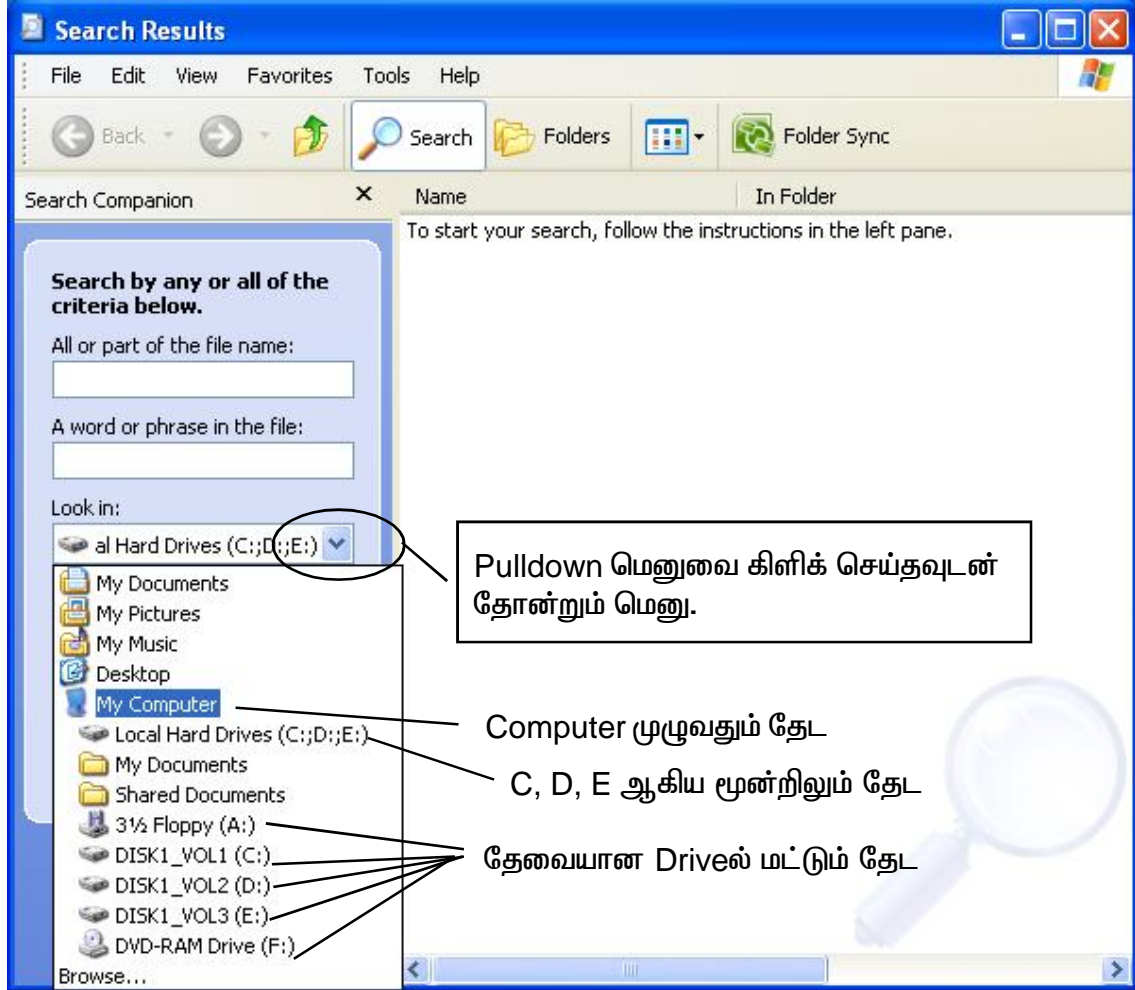 Search Results
File Edit View Favorites Tools Help
Back Search Folders Folder Sync
Search Companion
Name In Folder
To start your search, follow the instructions in the left pane.
Search by any or all of the
criteria below.
All or part of the file name:
A word or phrase in the file:
Look in:
al Hard Drives (C:;D:;E:)
My Documents
My Pictures
My Music
Desktop
My Computer
Local Hard Drives (C:;D:;E:)
My Documents
Shared Documents
3½ Floppy (A:)
DISK1_VOL1 (C:)
DISK1_VOL2 (D:)
DISK1_VOL3 (E:)
DVD-RAM Drive (F:)
Browse...
Pulldown மெனுவை கிளிக் செய்தவுடன்
தோன்றும் மெனு.
Computer முழுவதும் தேட
C, D, E ஆகிய மூன்றிலும் தேட
தேவையான Driveல் மட்டும் தேட